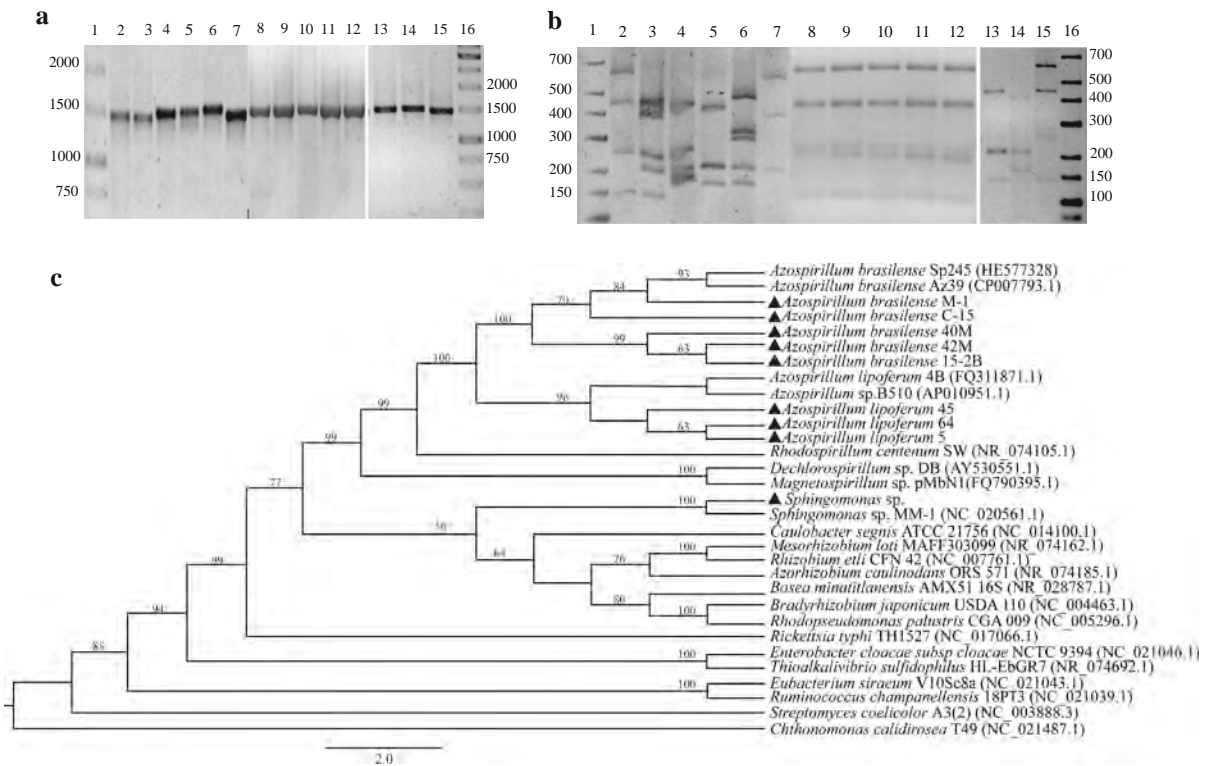 a
1 2 3 4 5 6 7 8 9 10 11 12 13 14 15 16
2000
1500
1000
750
2000
1500
1000
750
b
1 2 3 4 5 6 7 8 9 10 11 12 13 14 15 16
700
500
400
300
200
150
700
500
400
300
200
150
100
c
93
84
70
100
99
63
100
96
63
99
99
100
77
100
56
64
76
100
80
100
99
94
100
88
100
Azospirillum brasilense Sp245 (HE577328)
Azospirillum brasilense Az39 (CP007793.1)
▲Azospirillum brasilense M-1
▲Azospirillum brasilense C-15
▲Azospirillum brasilense 40M
▲Azospirillum brasilense 42M
▲Azospirillum brasilense 15-2B
Azospirillum lipoferum 4B (FQ311871.1)
Azospirillum sp.B510 (AP010951.1)
▲Azospirillum lipoferum 45
▲Azospirillum lipoferum 64
▲Azospirillum lipoferum 5
Rhodospirillum centenum SW (NR_074105.1)
Dechlorospirillum sp. DB (AY530551.1)
Magnetospirillum sp. pMbN1(FQ790395.1)
▲ Sphingomonas sp.
Sphingomonas sp. MM-1 (NC_020561.1)
Caulobacter segnis ATCC 21756 (NC_014100.1)
Mesorhizobium loti MAFF303099 (NR_074162.1)
Rhizobium etli CFN 42 (NC_007761.1)
Azorhizobium caulinodans ORS 571 (NR_074185.1)
Bosea minatitlanensis AMX51 16S (NR_028787.1)
Bradyrhizobium japonicum USDA 110 (NC_004463.1)
Rhodopseudomonas palustris CGA 009 (NC_005296.1)
Rickettsia typhi TH1527 (NC_017066.1)
Enterobacter cloacae subsp cloacae NCTC 9394 (NC_021046.1)
Thioalkalivibrio sulfidophilus HL-EbGR7 (NR_074692.1)
Eubacterium siraeum V10Sc8a (NC_021043.1)
Ruminococcus champanellensis 18PT3 (NC_021039.1)
Streptomyces coelicolor A3(2) (NC_003888.3)
Chthonomonas calidirosea T49 (NC_021487.1)
2.0